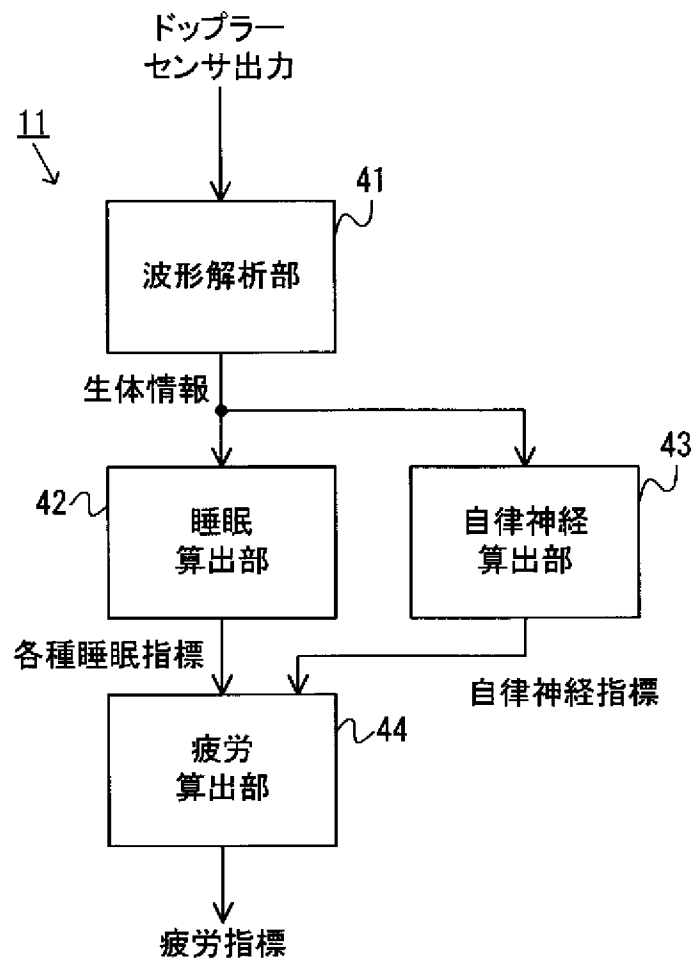 ドップラー
センサ出力
11
41
波形解析部
生体情報
43
42
睡眠
算出部
自律神経
算出部
各種睡眠指標
自律神経指標
44
疲労
算出部
疲労指標